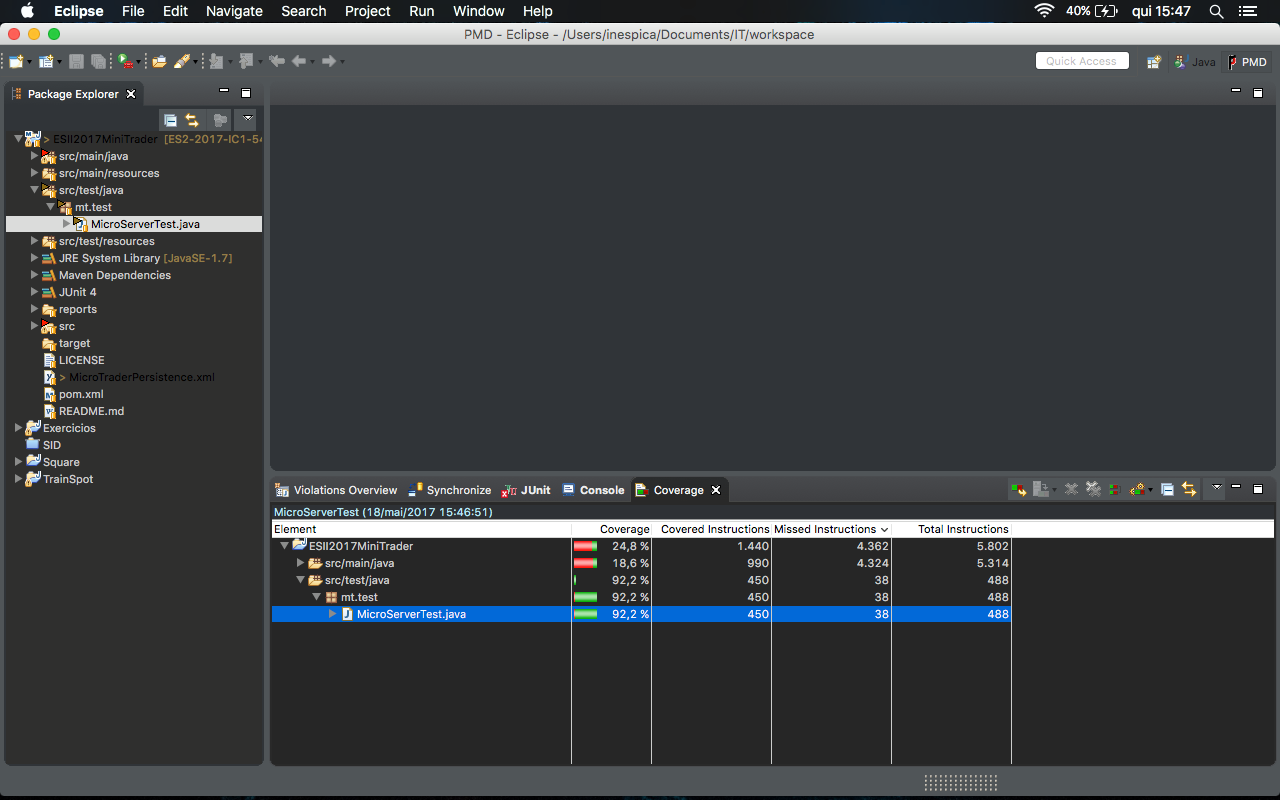 Eclipse File Edit Navigate Search Project Run Window Help 40% qui 15:47
PMD - Eclipse - /Users/inespica/Documents/IT/workspace
Quick Access Java PMD
Package Explorer
> ESII2017MiniTrader [ES2-2017-IC1-54
src/main/java
src/main/resources
src/test/java
mt.test
MicroServerTest.java
src/test/resources
JRE System Library [JavaSE-1.7]
Maven Dependencies
JUnit 4
reports
src
target
LICENSE
> MicroTraderPersistence.xml
pom.xml
README.md
Exercicios
SID
Square
TrainSpot
Violations Overview Synchronize JUnit Console Coverage
MicroServerTest (18/mai/2017 15:46:51)
Element Coverage Covered Instructions Missed Instructions Total Instructions
ESII2017MiniTrader 24,8 % 1.440 4.362 5.802
src/main/java 18,6 % 990 4.324 5.314
src/test/java 92,2 % 450 38 488
mt.test 92,2 % 450 38 488
MicroServerTest.java 92,2 % 450 38 488